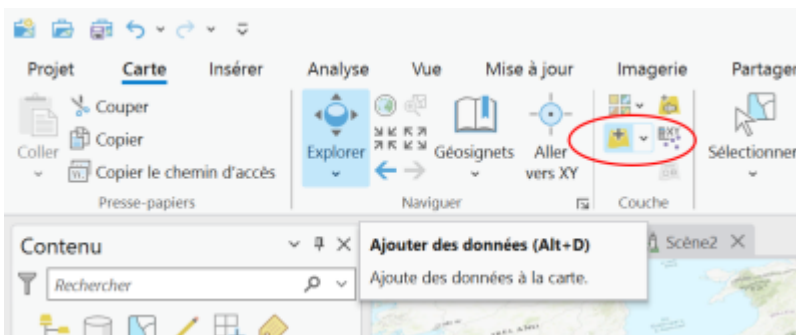 Projet Carte Insérer Analyse Vue Mise à jour Imagerie Partager
Couper
Copier
Coller
Copier le chemin d'accès
Presse-papiers
Explorer
Géosignets
Aller
vers XY
Naviguer
Couche
Sélectionner
Contenu
Rechercher
Ajouter des données (Alt+D)
Ajoute des données à la carte.
Scène2